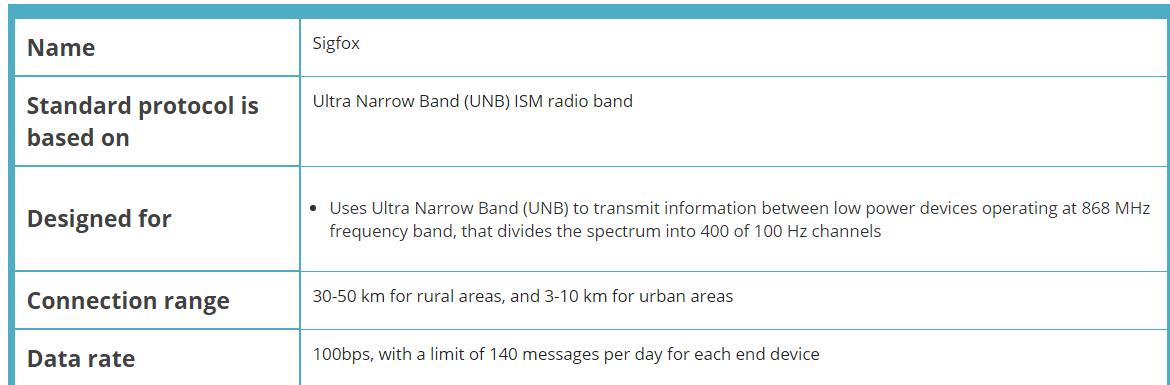 Name
Sigfox
Standard protocol is
based on
Ultra Narrow Band (UNB) ISM radio band
Designed for
• Uses Ultra Narrow Band (UNB) to transmit information between low power devices operating at 868 MHz
frequency band, that divides the spectrum into 400 of 100 Hz channels
Connection range
30-50 km for rural areas, and 3-10 km for urban areas
Data rate
100bps, with a limit of 140 messages per day for each end device